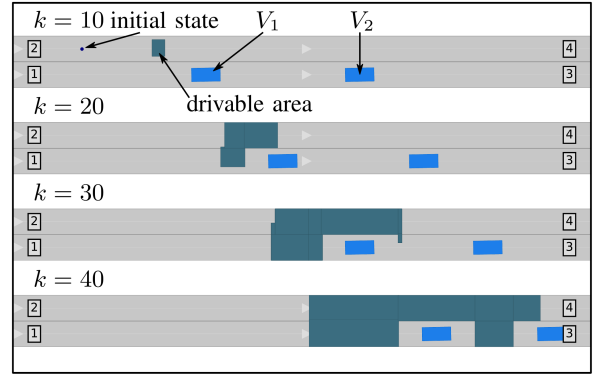 k = 10 initial state V₁ V₂
2 4
1 3
drivable area
k = 20
2 4
1 3
k = 30
2 4
1 3
k = 40
2 4
1 3